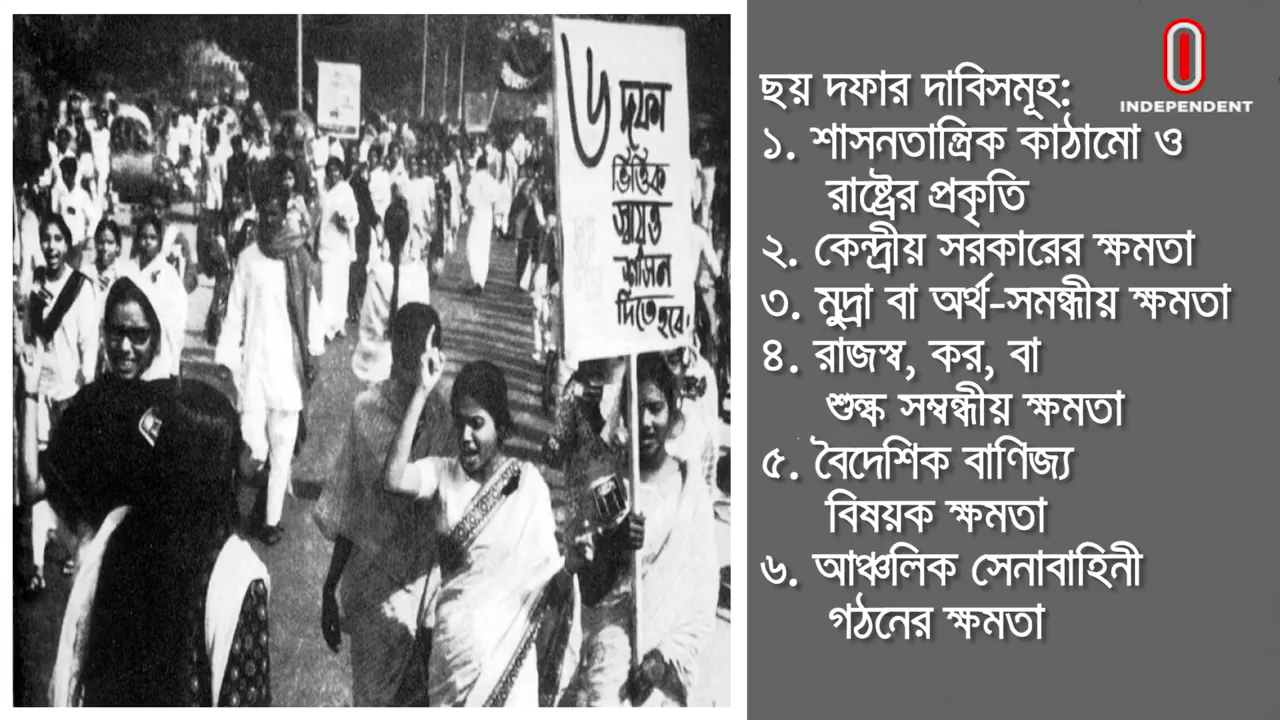 ৬ দফা
ভিত্তিক
স্বায়ত্ত
শাসন
দিতে হবে।
INDEPENDENT
ছয় দফার দাবিসমূহ:
১. শাসনতান্ত্রিক কাঠামো ও
রাষ্ট্রের প্রকৃতি
২. কেন্দ্রীয় সরকারের ক্ষমতা
৩. মুদ্রা বা অর্থ-সমন্ধীয় ক্ষমতা
৪. রাজস্ব, কর, বা
শুল্ক সম্বন্ধীয় ক্ষমতা
৫. বৈদেশিক বাণিজ্য
বিষয়ক ক্ষমতা
৬. আঞ্চলিক সেনাবাহিনী
গঠনের ক্ষমতা